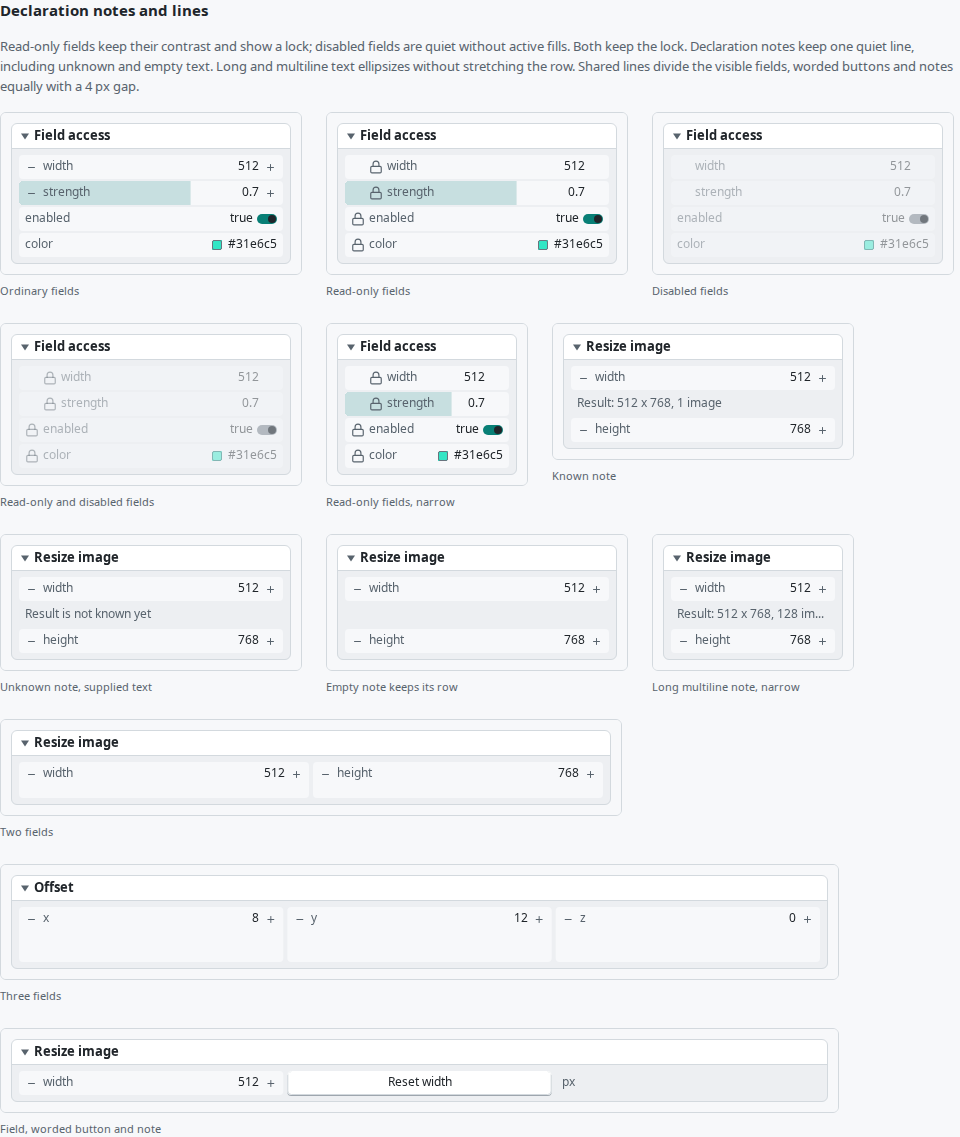 Declaration notes and lines
Read-only fields keep their contrast and show a lock; disabled fields are quiet without active fills. Both keep the lock. Declaration notes keep one quiet line,
including unknown and empty text. Long and multiline text ellipsizes without stretching the row. Shared lines divide the visible fields, worded buttons and notes
equally with a 4 px gap.
Field access
– width 512 +
– strength 0.7 +
enabled true
color #31e6c5
Ordinary fields
Field access
width 512
strength 0.7
enabled true
color #31e6c5
Read-only fields
Field access
width 512
strength 0.7
enabled true
color #31e6c5
Disabled fields
Field access
width 512
strength 0.7
enabled true
color #31e6c5
Read-only and disabled fields
Field access
width 512
strength 0.7
enabled true
color #31e6c5
Read-only fields, narrow
Resize image
– width 512 +
Result: 512 x 768, 1 image
– height 768 +
Known note
Resize image
– width 512 +
Result is not known yet
– height 768 +
Unknown note, supplied text
Resize image
– width 512 +
– height 768 +
Empty note keeps its row
Resize image
– width 512 +
Result: 512 x 768, 128 im...
– height 768 +
Long multiline note, narrow
Resize image
– width 512 + – height 768 +
Two fields
Offset
– x 8 + – y 12 + – z 0 +
Three fields
Resize image
– width 512 + Reset width px
Field, worded button and note